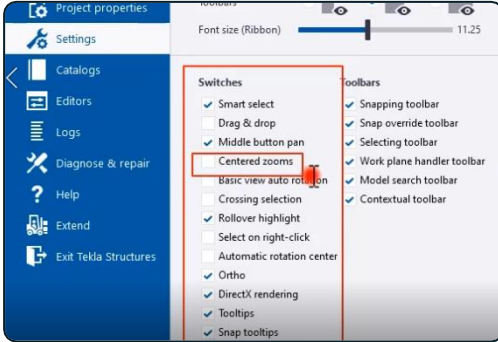 Project properties
Settings
Catalogs
Editors
Logs
Diagnose & repair
Help
Extend
Exit Tekla Structures
Toolbars
Font size (Ribbon)
11.25
Switches
Smart select
Drag & drop
Middle button pan
Centered zooms
Basic view auto rotation
Crossing selection
Rollover highlight
Select on right-click
Automatic rotation center
Ortho
DirectX rendering
Tooltips
Snap tooltips
Toolbars
Snapping toolbar
Snap override toolbar
Selecting toolbar
Work plane handler toolbar
Model search toolbar
Contextual toolbar